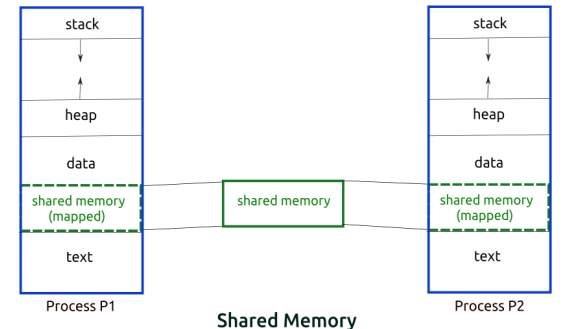 stack
heap
data
shared memory
(mapped)
text
Process P1
shared memory
stack
heap
data
shared memory
(mapped)
text
Process P2
Shared Memory